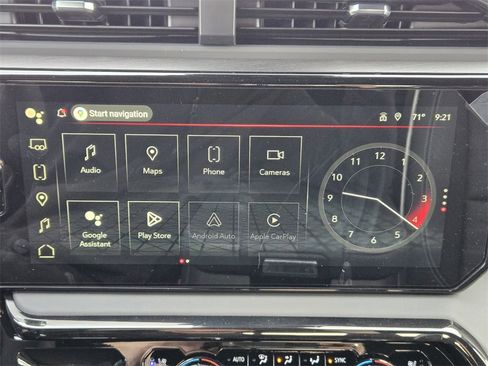 Start navigation 71° 9:21
Audio Maps Phone Cameras
Google Assistant Play Store Android Auto Apple CarPlay
12
11 1
10 2
9 3
8 4
7 5
6
AUTO SYNC